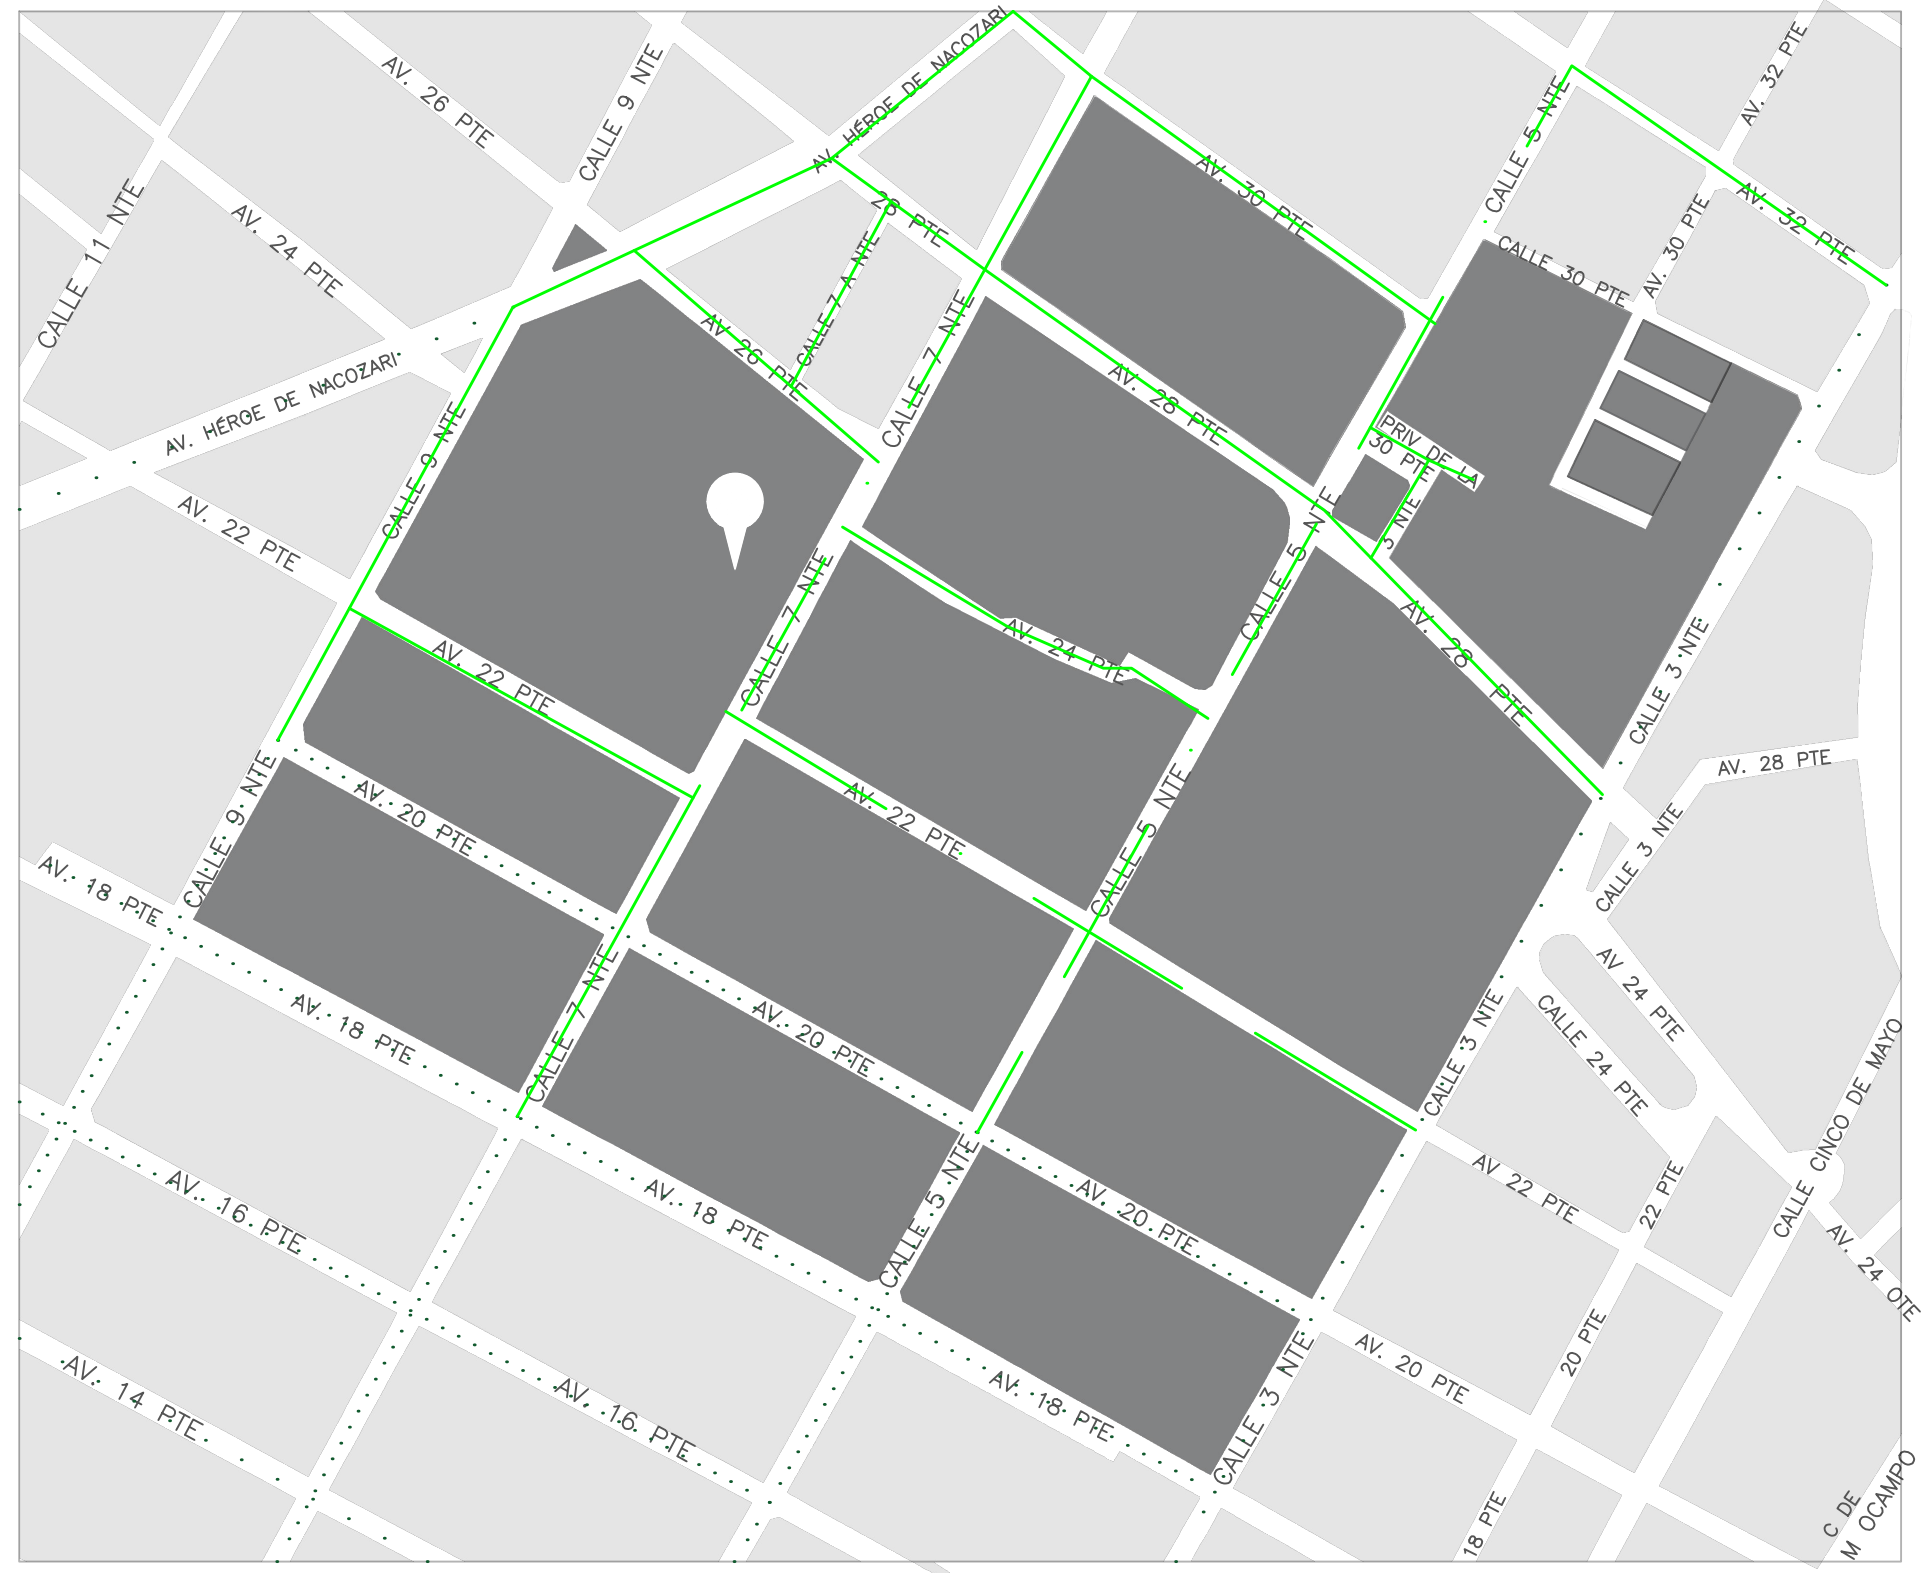 AV. HÉROE DE NACOZARI
AV. 32 PTE
CALLE 9 NTE
AV. 26 PTE
CALLE 5 NTE
AV. 30 PTE
AV. 32 PTE
CALLE 11 NTE
AV. 24 PTE
28 PTE
AV. 30 PTE
CALLE 30 PTE
CALLE 7 A NTE
CALLE 7 NTE
AV 26 PTE
AV. HÉROE DE NACOZARI
CALLE 9 NTE
AV. 28 PTE
PRIV DE LA
30 PTE
3 NTE
AV. 22 PTE
CALLE 5 NTE
CALLE 7 NTE
AV. 24 PTE
AV. 28 PTE
CALLE 3 NTE
AV. 22 PTE
AV. 28 PTE
CALLE 9 NTE
AV. 20 PTE
AV. 22 PTE
CALLE 5 NTE
CALLE 3 NTE
AV. 18 PTE
AV 24 PTE
CALLE 7 NTE
AV. 18 PTE
AV. 20 PTE
CALLE 3 NTE
CALLE 24 PTE
CALLE CINCO DE MAYO
AV. 16 PTE
AV. 18 PTE
CALLE 5 NTE
AV. 20 PTE
AV 22 PTE
22 PTE
AV. 24 OTE
AV. 14 PTE
AV. 16 PTE
AV. 18 PTE
CALLE 3 NTE
AV. 20 PTE
20 PTE
18 PTE
C DE
M OCAMPO